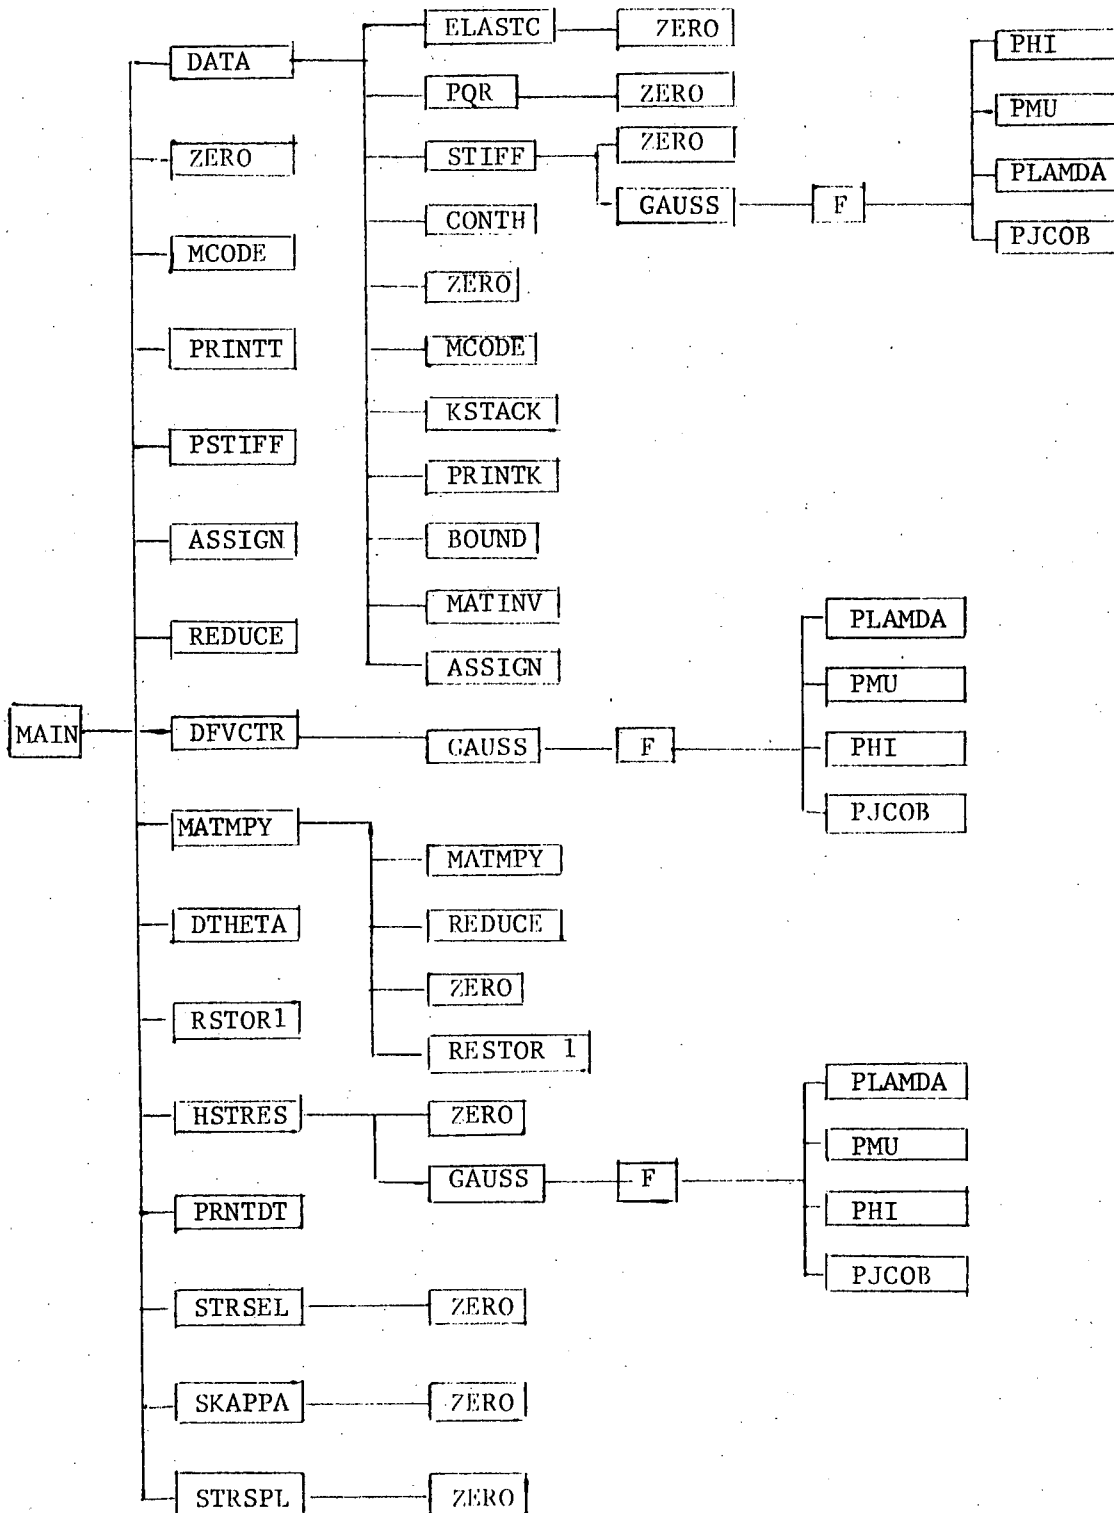 ELASTC ZERO
PHI
DATA
PQR ZERO
PMU
ZERO
STIFF
ZERO
PLAMDA
GAUSS F
CONTH
PJCOB
MCODE
ZERO
PRINTT
MCODE
KSTACK
PSTIFF
PRINTK
ASSIGN
BOUND
MATINV
PLAMDA
REDUCE
ASSIGN
PMU
MAIN
DFVCTR
GAUSS F
PHI
MATMPY
PJCOB
MATMPY
DTHETA
REDUCE
ZERO
RSTOR1
RESTOR 1
PLAMDA
HSTRES ZERO
PMU
GAUSS F
PRNTDT
PHI
PJCOB
STRSEL ZERO
SKAPPA ZERO
STRSPL ZERO